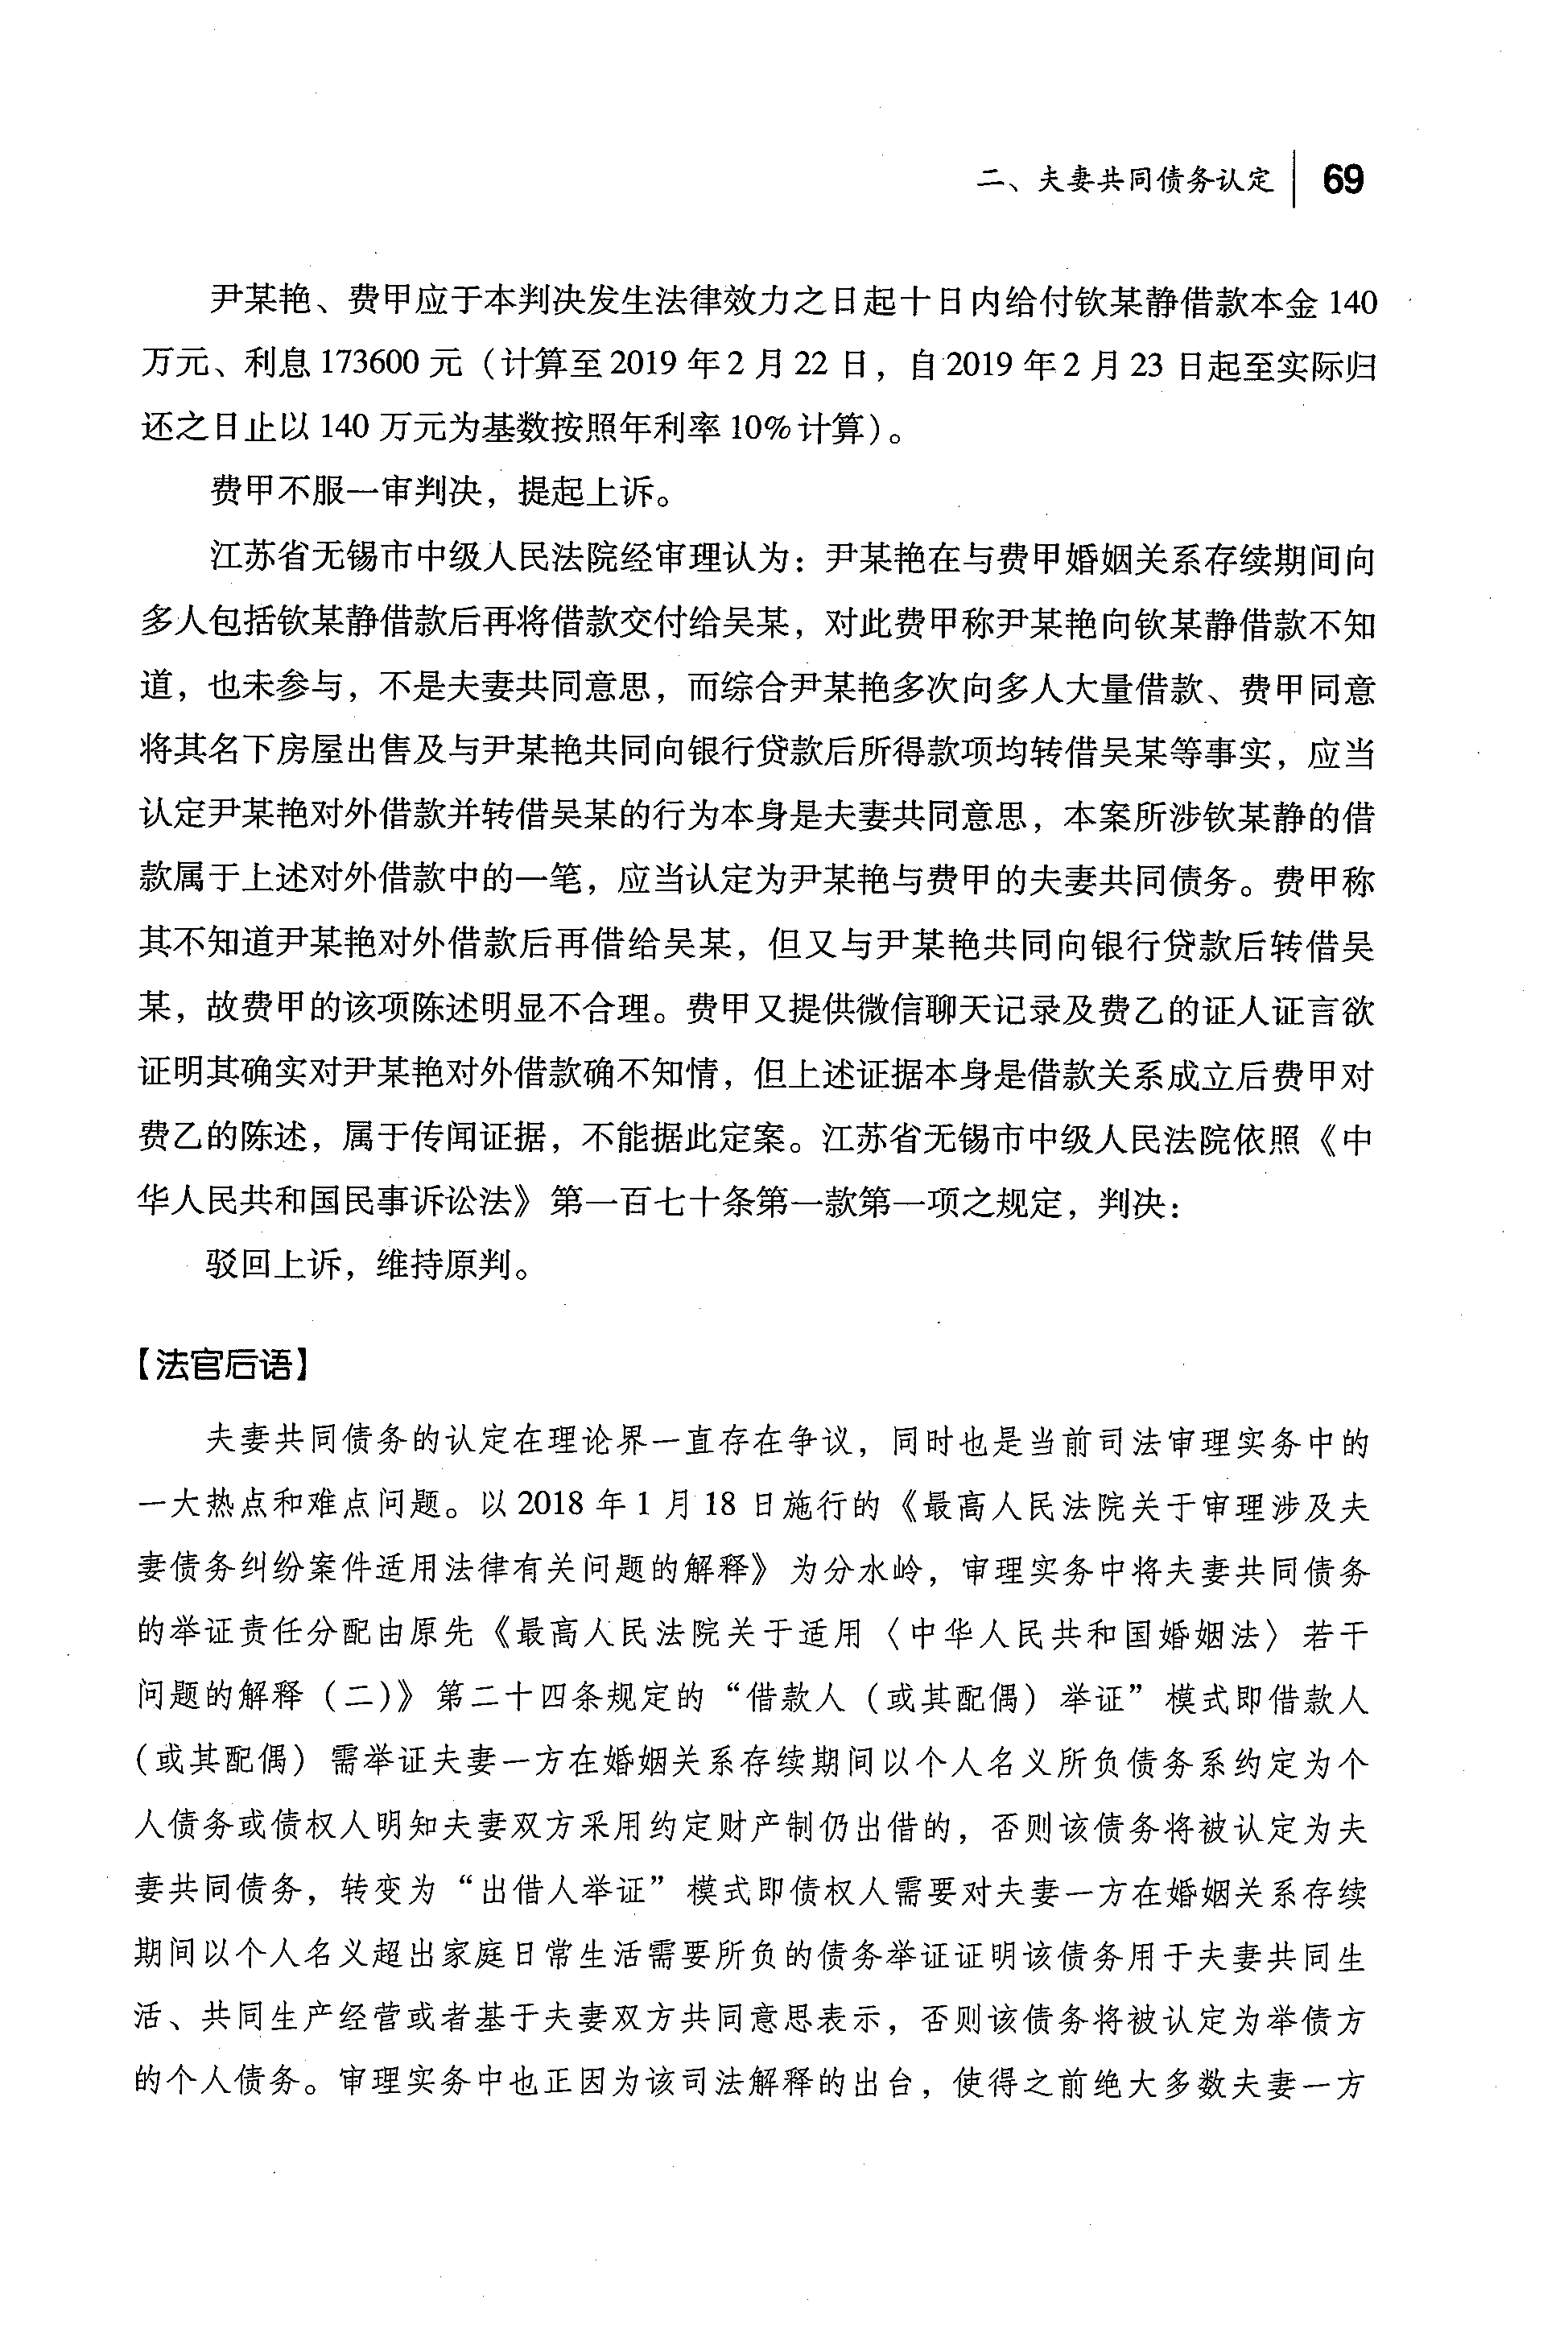 二、夫妻共同债务认定 69
尹某艳、费甲应于本判决发生法律效力之日起十日内给付钦某静借款本金 140
万元、利息 173600 元（计算至 2019 年 2 月 22 日，自 2019 年 2 月 23 日起至实际归
还之日止以 140 万元为基数按照年利率 10% 计算）。
费甲不服一审判决，提起上诉。
江苏省无锡市中级人民法院经审理认为：尹某艳在与费甲婚姻关系存续期间向
多人包括钦某静借款后再将借款交付给吴某，对此费甲称尹某艳向钦某静借款不知
道，也未参与，不是夫妻共同意思，而综合尹某艳多次向多人大量借款、费甲同意
将其名下房屋出售及与尹某艳共同向银行贷款后所得款项均转借吴某等事实，应当
认定尹某艳对外借款并转借吴某的行为本身是夫妻共同意思，本案所涉钦某静的借
款属于上述对外借款中的一笔，应当认定为尹某艳与费甲的夫妻共同债务。费甲称
其不知道尹某艳对外借款后再借给吴某，但又与尹某艳共同向银行贷款后转借吴
某，故费甲的该项陈述明显不合理。费甲又提供微信聊天记录及费乙的证人证言欲
证明其确实对尹某艳对外借款确不知情，但上述证据本身是借款关系成立后费甲对
费乙的陈述，属于传闻证据，不能据此定案。江苏省无锡市中级人民法院依照《中
华人民共和国民事诉讼法》第一百七十条第一款第一项之规定，判决：
驳回上诉，维持原判。
【法官后语】
夫妻共同债务的认定在理论界一直存在争议，同时也是当前司法审理实务中的
一大热点和难点问题。以 2018 年 1 月 18 日施行的《最高人民法院关于审理涉及夫
妻债务纠纷案件适用法律有关问题的解释》为分水岭，审理实务中将夫妻共同债务
的举证责任分配由原先《最高人民法院关于适用〈中华人民共和国婚姻法〉若干
问题的解释（二）》第二十四条规定的“借款人（或其配偶）举证”模式即借款人
（或其配偶）需举证夫妻一方在婚姻关系存续期间以个人名义所负债务系约定为个
人债务或债权人明知夫妻双方采用约定财产制仍出借的，否则该债务将被认定为夫
妻共同债务，转变为“出借人举证”模式即债权人需要对夫妻一方在婚姻关系存续
期间以个人名义超出家庭日常生活需要所负的债务举证证明该债务用于夫妻共同生
活、共同生产经营或者基于夫妻双方共同意思表示，否则该债务将被认定为举债方
的个人债务。审理实务中也正因为该司法解释的出台，使得之前绝大多数夫妻一方